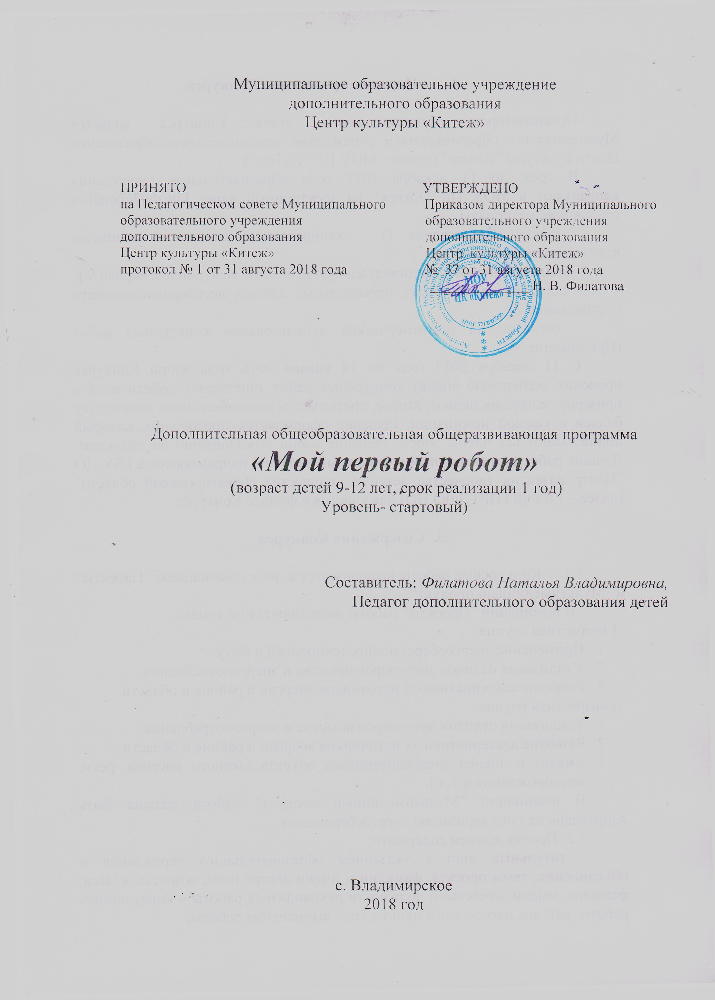 Муниципальное образовательное учреждение
дополнительного образования
Центр культуры «Китеж»
ПРИНЯТО
на Педагогическом совете Муниципального
образовательного учреждения
дополнительного образования
Центр культуры «Китеж»
протокол № 1 от 31 августа 2018 года
УТВЕРЖДЕНО
Приказом директора Муниципального
образовательного учреждения
дополнительного образования
Центр культуры «Китеж»
№ 37 от 31 августа 2018 года
Н. В. Филатова
МОУ
ЦК «Китеж»
ИНН 5212005296
Дополнительная общеобразовательная общеразвивающая программа
«Мой первый робот»
(возраст детей 9-12 лет, срок реализации 1 год)
Уровень- стартовый)
Составитель: Филатова Наталья Владимировна,
Педагог дополнительного образования детей
с. Владимирское
2018 год